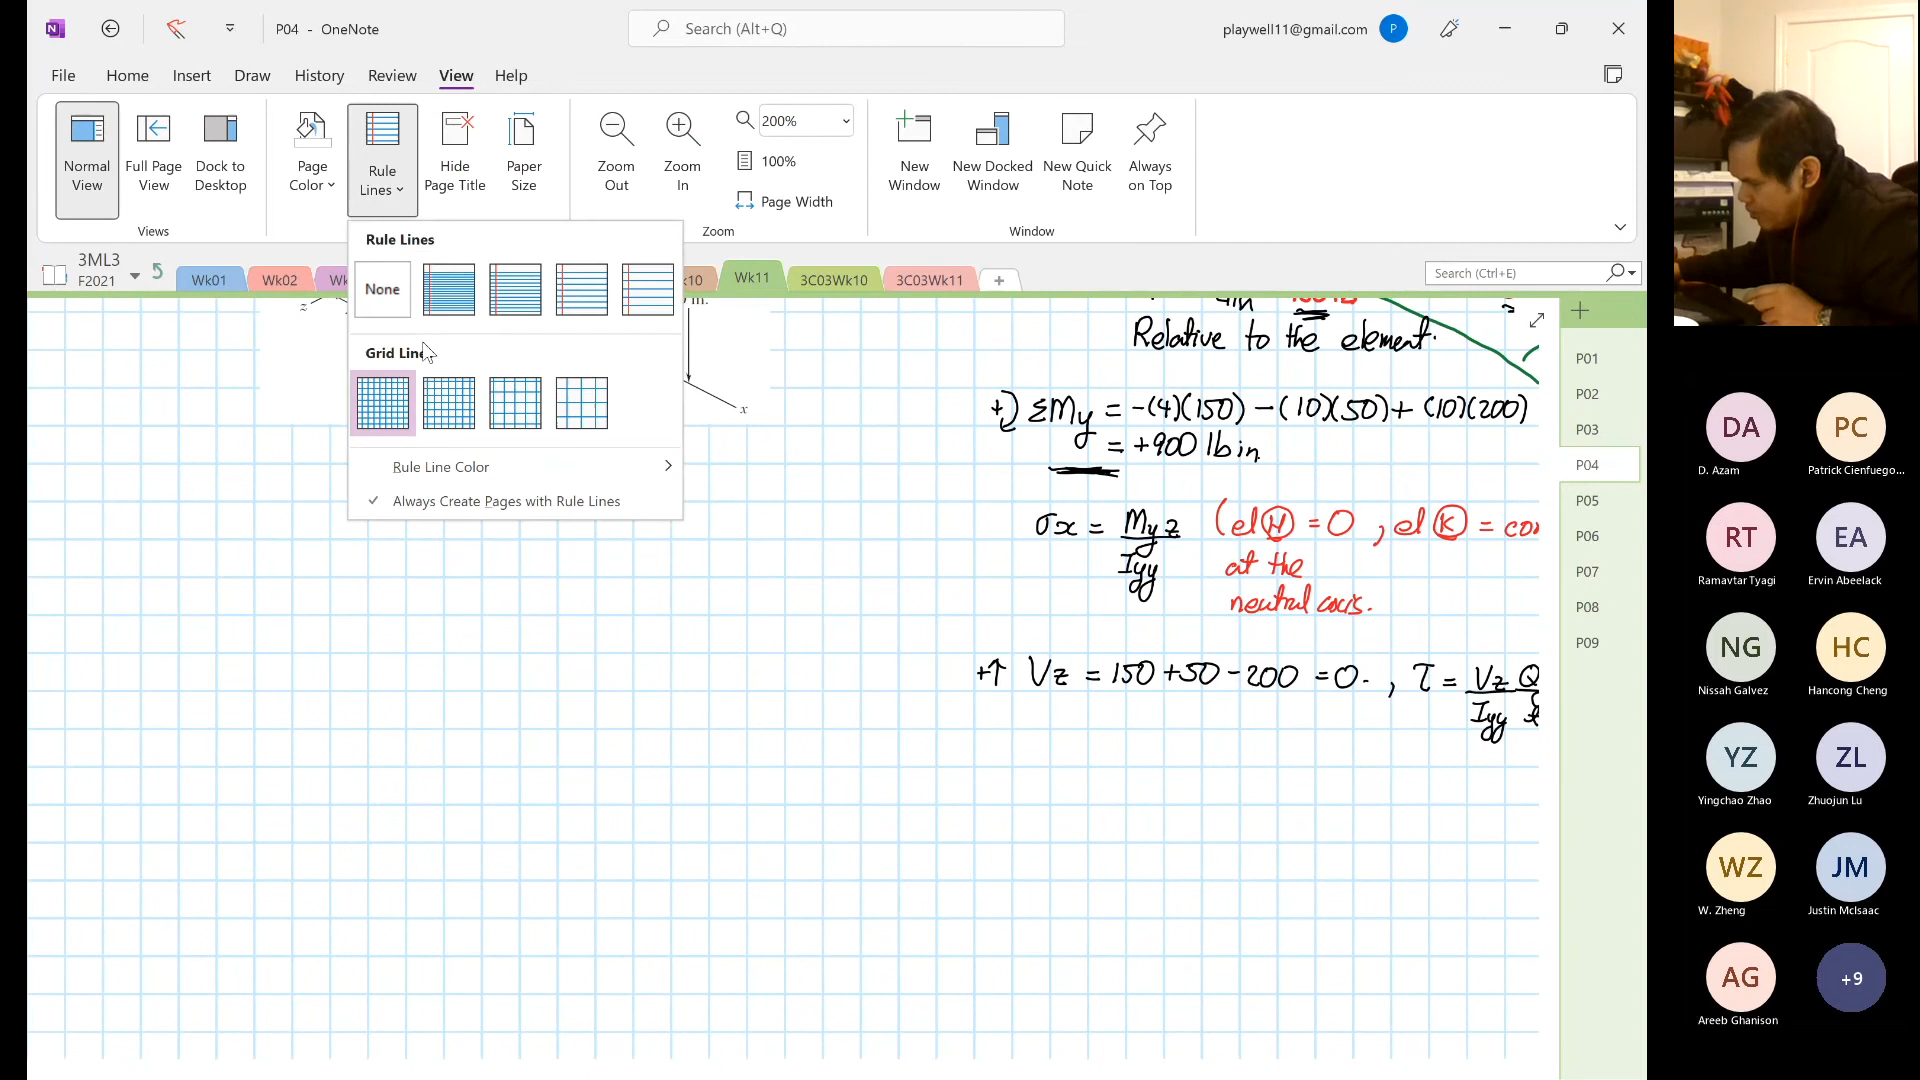 P04 - OneNote
Search (Alt+Q)
playwell11@gmail.com
P
File Home Insert Draw History Review View Help
Normal View
Full Page View
Dock to Desktop
Views
Page Color
Rule Lines
Hide Page Title
Paper Size
Zoom Out
Zoom In
200%
100%
Page Width
Zoom
New Window
New Docked Window
New Quick Note
Always on Top
Window
Rule Lines
None
Grid Lin
Rule Line Color
Always Create Pages with Rule Lines
3ML3
F2021
Wk01
Wk02
Wk11
3C03Wk10
3C03Wk11
Search (Ctrl+E)
P01
P02
P03
P04
P05
P06
P07
P08
P09
z
in.
x
Relative to the element.
+) ΣMy = -(4)(150) - (10)(50) + (10)(200)
= +900 lb in.
σx = My z / Iyy
(el H = 0 , el K =
at the
neutral axis.
+↑ Vz = 150 + 50 - 200 = 0. , τ = Vz Q / Iyy
DA
D. Azam
PC
Patrick Cienfuego...
RT
Ramavtar Tyagi
EA
Ervin Abeelack
NG
Nissah Galvez
HC
Hancong Cheng
YZ
Yingchao Zhao
ZL
Zhuojun Lu
WZ
W. Zheng
JM
Justin McIsaac
AG
Areeb Ghanison
+9